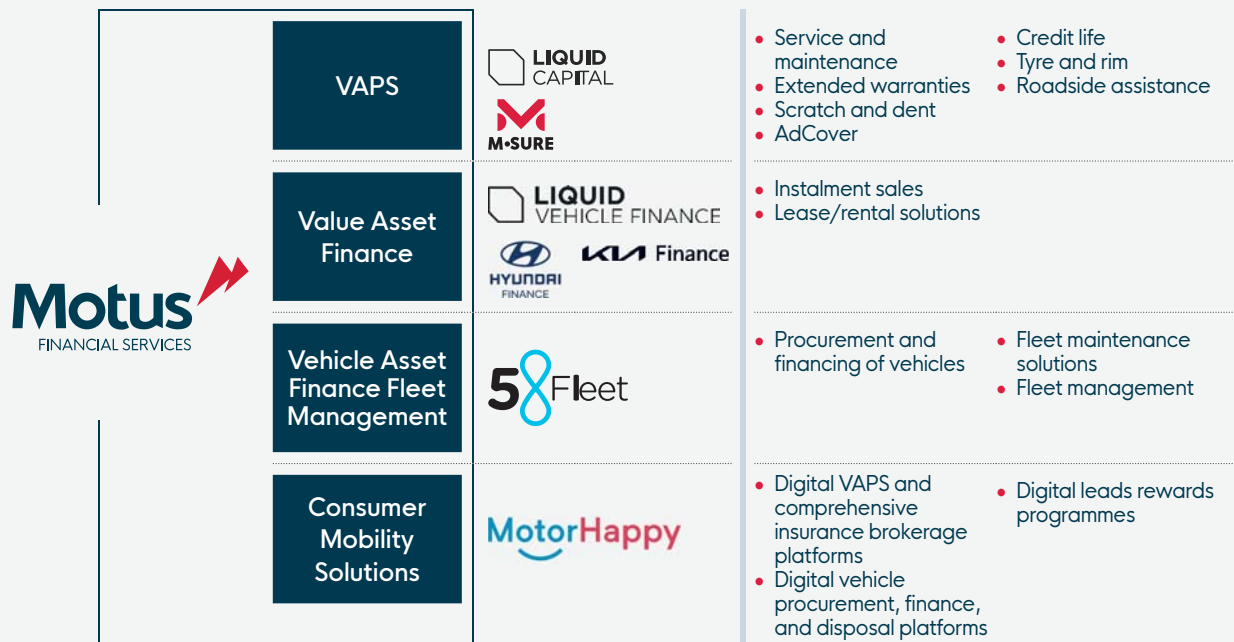 Motus
FINANCIAL SERVICES
VAPS
LIQUID
CAPITAL
M•SURE
• Service and
maintenance
• Extended warranties
• Scratch and dent
• AdCover
• Credit life
• Tyre and rim
• Roadside assistance
Value Asset
Finance
LIQUID
VEHICLE FINANCE
HYUNDAI
FINANCE
KIA Finance
• Instalment sales
• Lease/rental solutions
Vehicle Asset
Finance Fleet
Management
58Fleet
• Procurement and
financing of vehicles
• Fleet maintenance
solutions
• Fleet management
Consumer
Mobility
Solutions
MotorHappy
• Digital VAPS and
comprehensive
insurance brokerage
platforms
• Digital vehicle
procurement, finance,
and disposal platforms
• Digital leads rewards
programmes